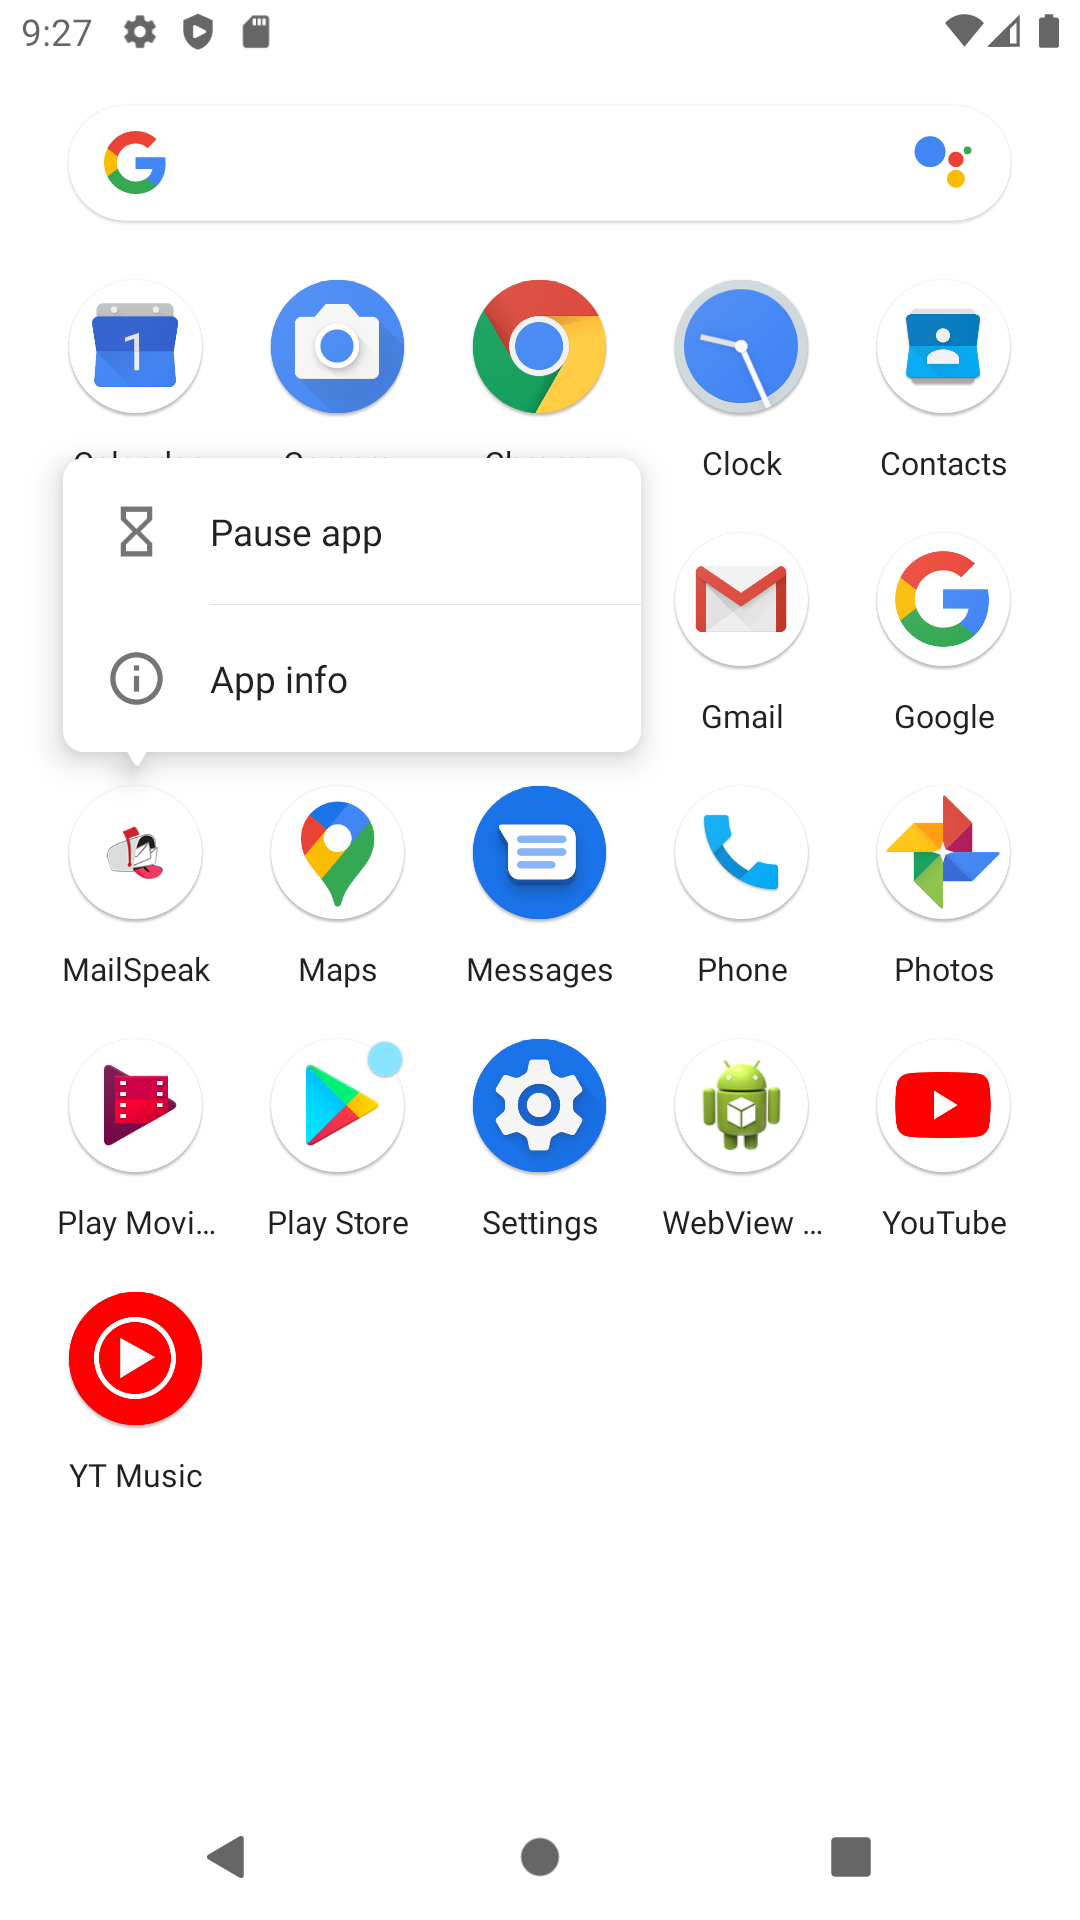 9:27
1
Clock
Contacts
Pause app
App info
Gmail
Google
MailSpeak
Maps
Messages
Phone
Photos
Play Movi...
Play Store
Settings
WebView ...
YouTube
YT Music